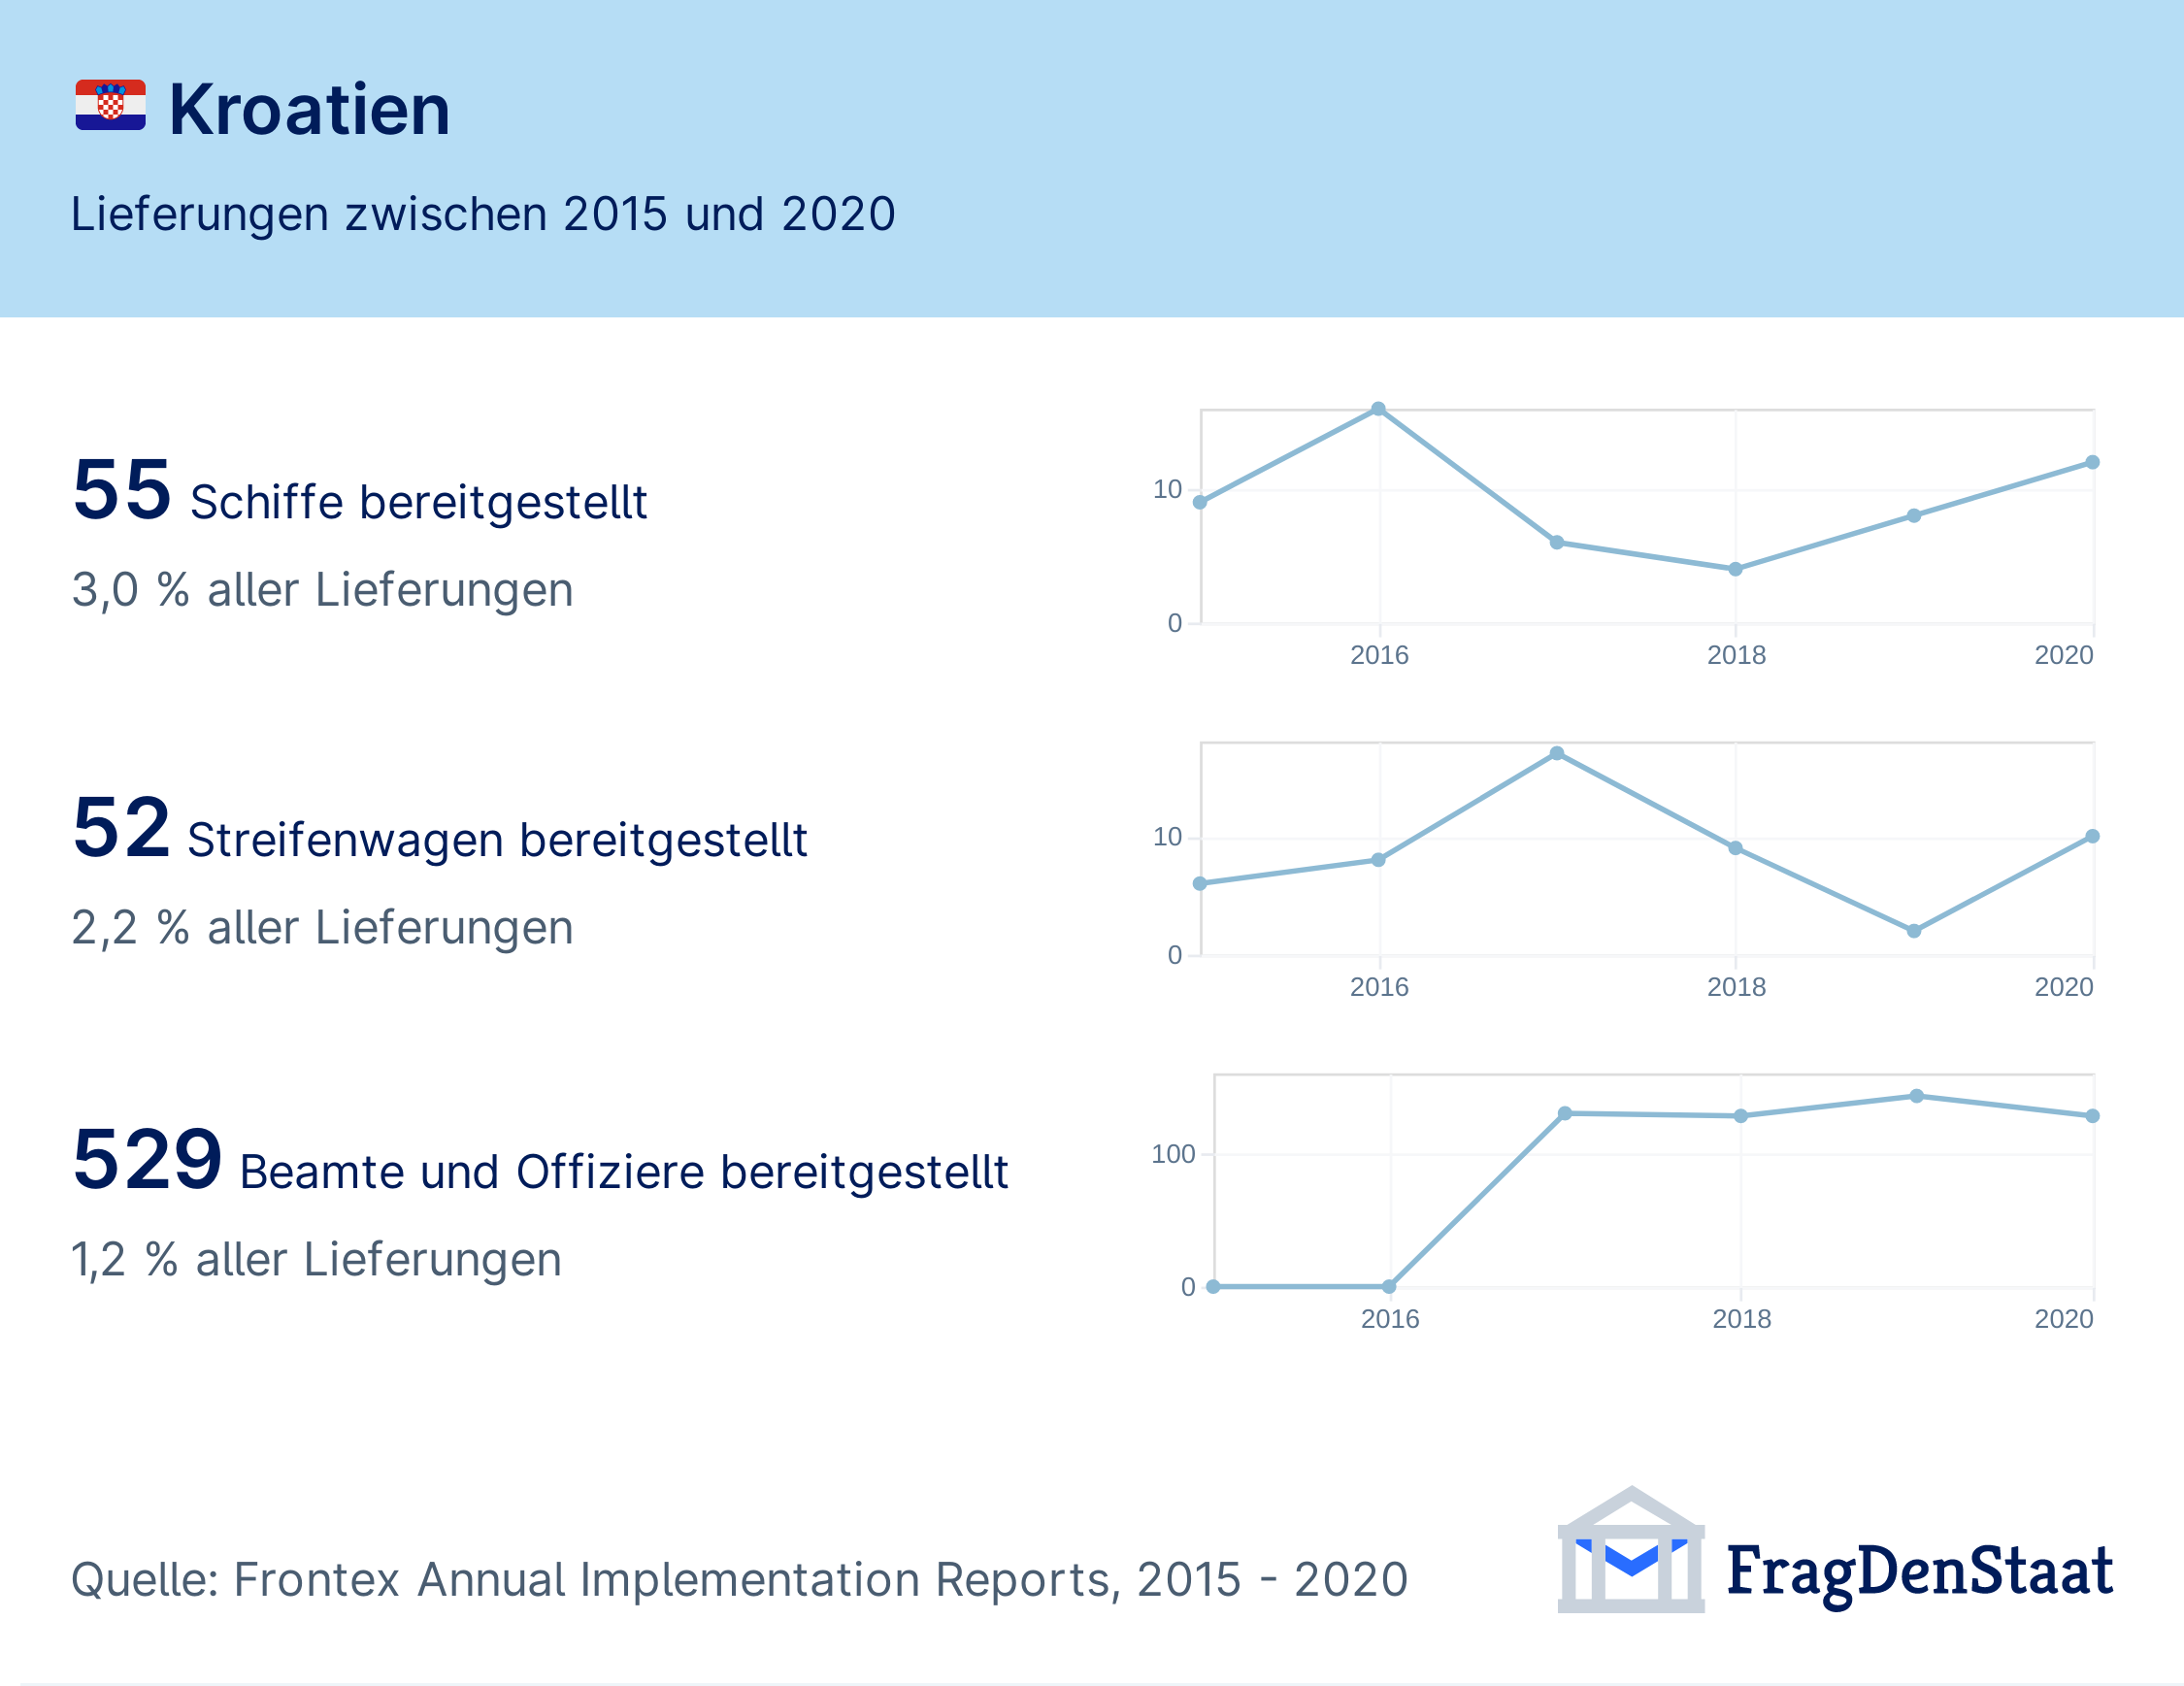 Kroatien
Lieferungen zwischen 2015 und 2020
55 Schiffe bereitgestellt
3,0 % aller Lieferungen
10
0
2016 2018 2020
52 Streifenwagen bereitgestellt
2,2 % aller Lieferungen
10
0
2016 2018 2020
529 Beamte und Offiziere bereitgestellt
1,2 % aller Lieferungen
100
0
2016 2018 2020
Quelle: Frontex Annual Implementation Reports, 2015 - 2020
FragDenStaat